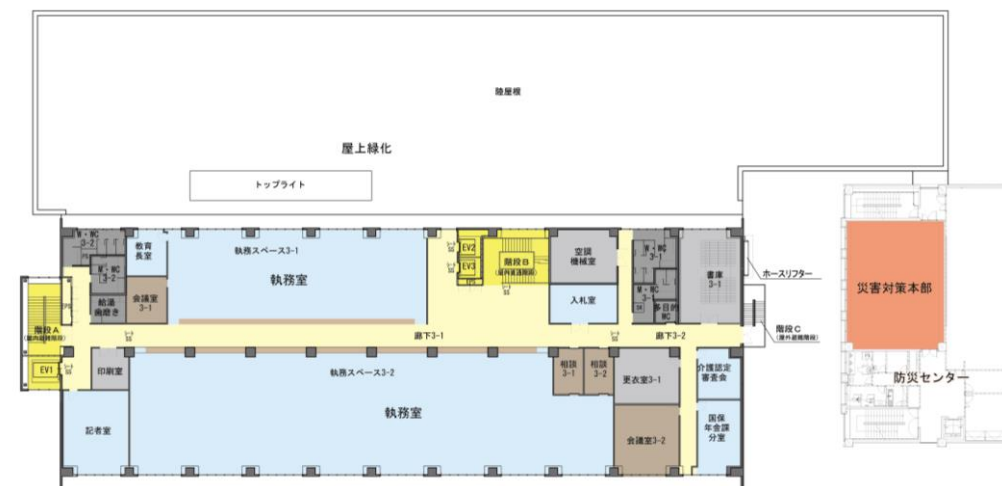 陸屋根
屋上緑化
トップライト
W・WC
3-2
教育
長室
執務スペース3-1
執務室
EV2
EV3
階段B
空調
機械室
W・WC
3-1
書庫
3-1
ホースリフター
災害対策本部
M・WC
3-2
会議室
3-1
入札室
M・WC
3-1
多目的
WC
給湯
歯磨き
階段A
廊下3-1
廊下3-2
階段C
(屋外避難階段)
EV1
印刷室
執務スペース3-2
執務室
相談
3-1
相談
3-2
更衣室3-1
介護認定
審査会
防災センター
記者室
会議室3-2
国保
年金課
分室